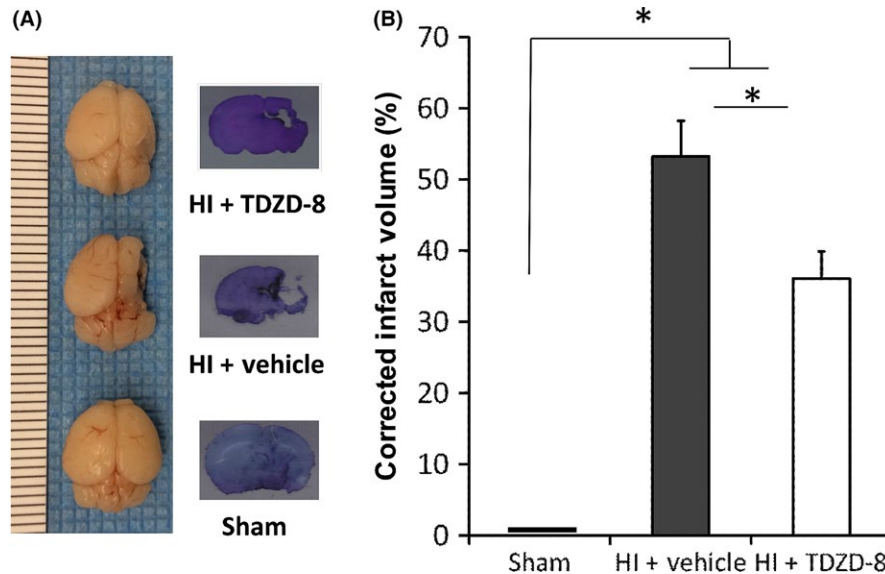 (A)
HI + TDZD-8
HI + vehicle
Sham
(B)
*
*
Corrected infarct volume (%)
70
60
50
40
30
20
10
0
Sham HI + vehicle HI + TDZD-8